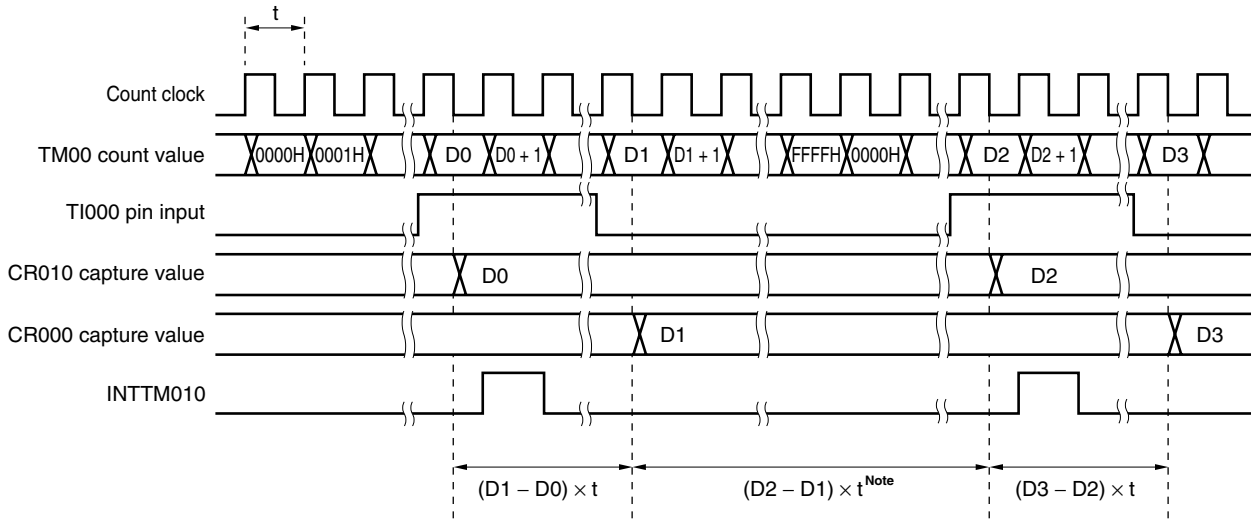 t
Count clock
TM00 count value 0000H 0001H D0 D0 + 1 D1 D1 + 1 FFFFH 0000H D2 D2 + 1 D3
TI000 pin input
CR010 capture value D0 D2
CR000 capture value D1 D3
INTTM010
(D1 − D0) × t (D2 − D1) × t Note (D3 − D2) × t